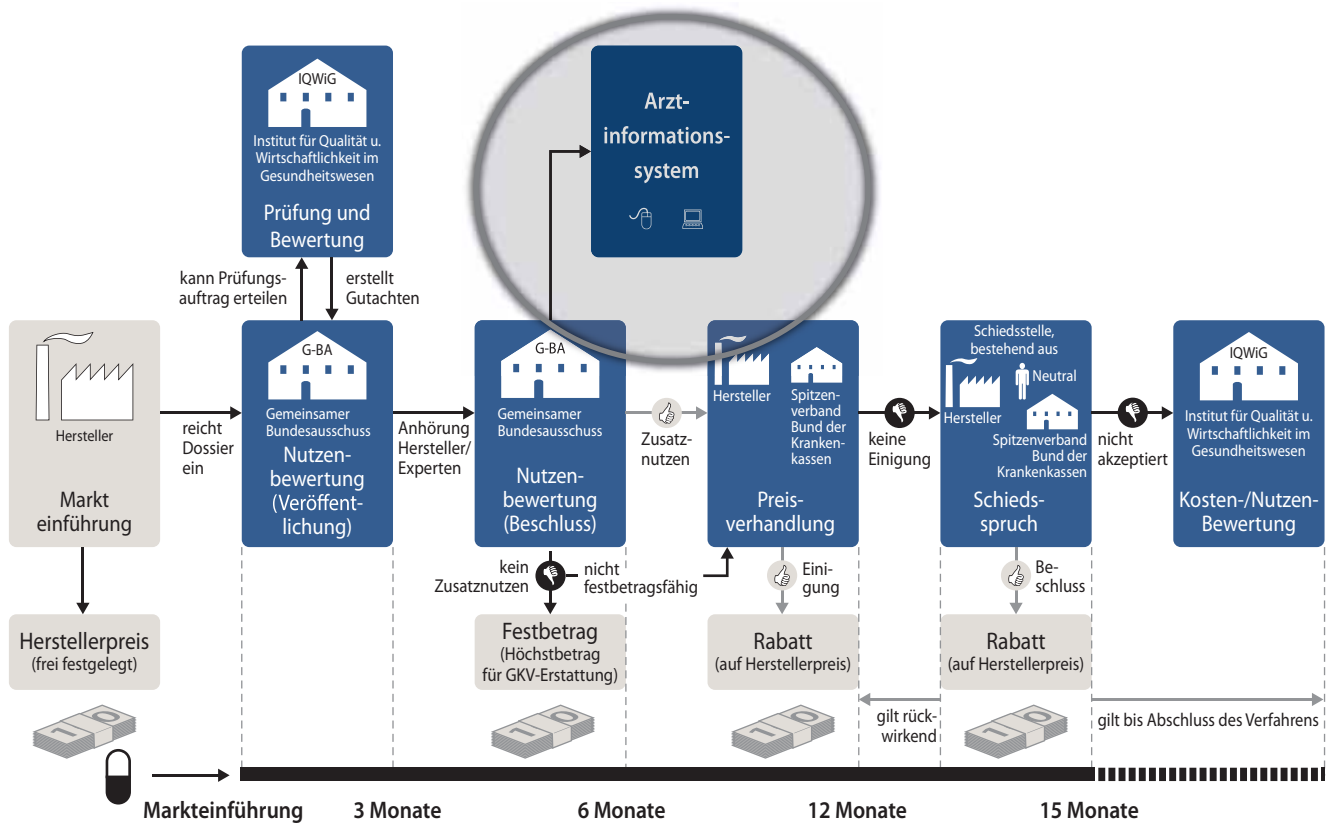 IQWiG
Institut für Qualität u.
Wirtschaftlichkeit im
Gesundheitswesen
Prüfung und
Bewertung
Arzt-
informations-
system
kann Prüfungs-
auftrag erteilen
erstellt
Gutachten
Hersteller
Markt
einführung
reicht
Dossier
ein
G-BA
Gemeinsamer
Bundesausschuss
Nutzen-
bewertung
(Veröffent-
lichung)
Anhörung
Hersteller/
Experten
G-BA
Gemeinsamer
Bundesausschuss
Nutzen-
bewertung
(Beschluss)
Zusatz-
nutzen
Hersteller
Spitzen-
verband
Bund der
Kranken-
kassen
Preis-
verhandlung
keine
Einigung
Schiedsstelle,
bestehend aus
Neutral
Hersteller
Spitzenverband
Bund der
Krankenkassen
Schieds-
spruch
nicht
akzeptiert
IQWiG
Institut für Qualität u.
Wirtschaftlichkeit im
Gesundheitswesen
Kosten-/Nutzen-
Bewertung
kein
Zusatznutzen
nicht
festbetragsfähig
Eini-
gung
Be-
schluss
Herstellerpreis
(frei festgelegt)
Festbetrag
(Höchstbetrag
für GKV-Erstattung)
Rabatt
(auf Herstellerpreis)
Rabatt
(auf Herstellerpreis)
gilt rück-
wirkend
gilt bis Abschluss des Verfahrens
10
10
10
10
Markteinführung
3 Monate
6 Monate
12 Monate
15 Monate